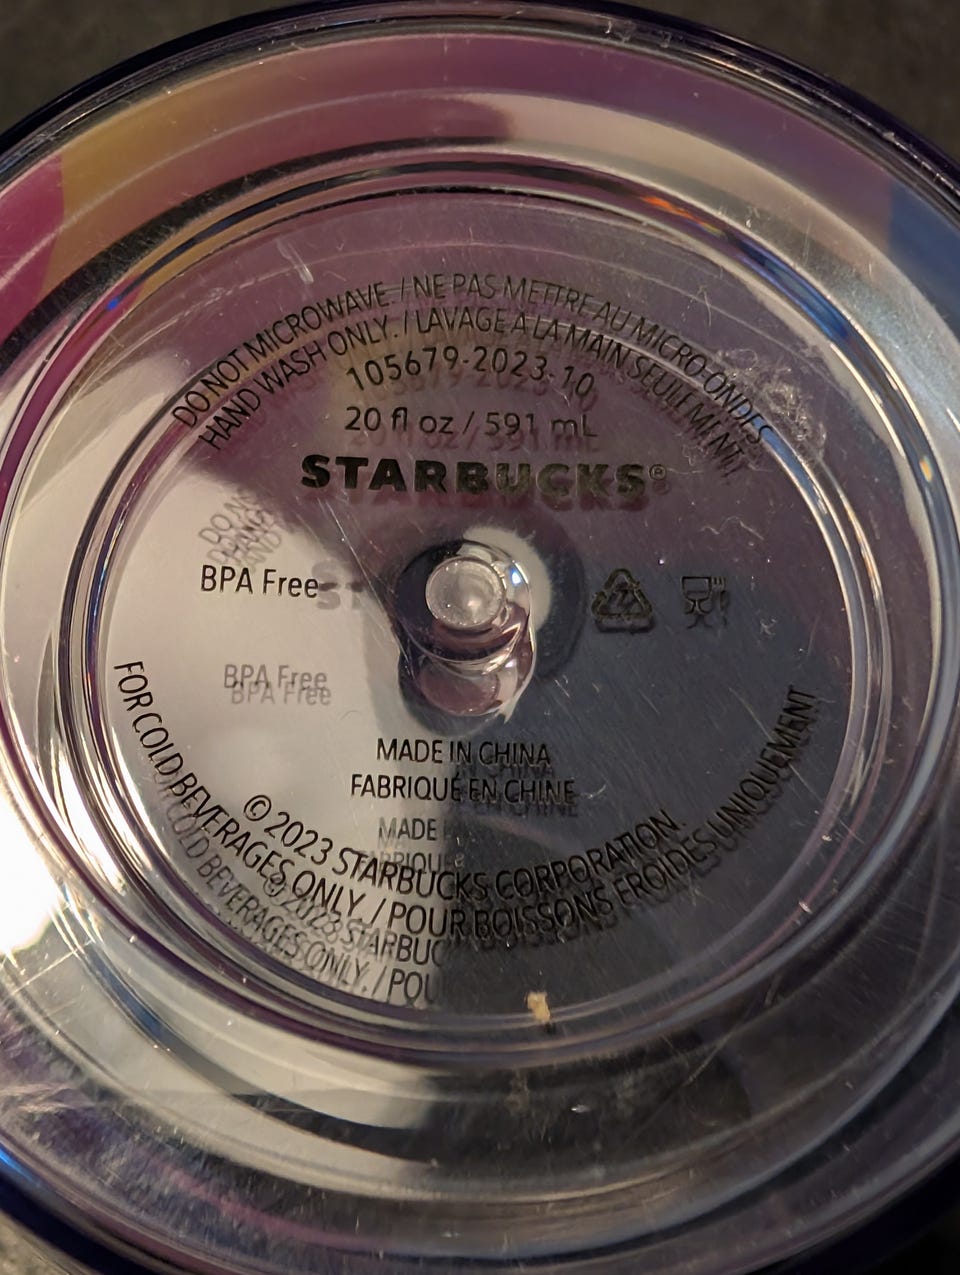 DO NOT MICROWAVE. / NE PAS METTRE AU MICRO-ONDES
HAND WASH ONLY. / LAVAGE À LA MAIN SEULEMENT.
105679-2023-10
20 fl oz / 591 mL
STARBUCKS®
BPA Free
7
MADE IN CHINA
FABRIQUÉ EN CHINE
© 2023 STARBUCKS CORPORATION.
FOR COLD BEVERAGES ONLY. / POUR BOISSONS FROIDES UNIQUEMENT